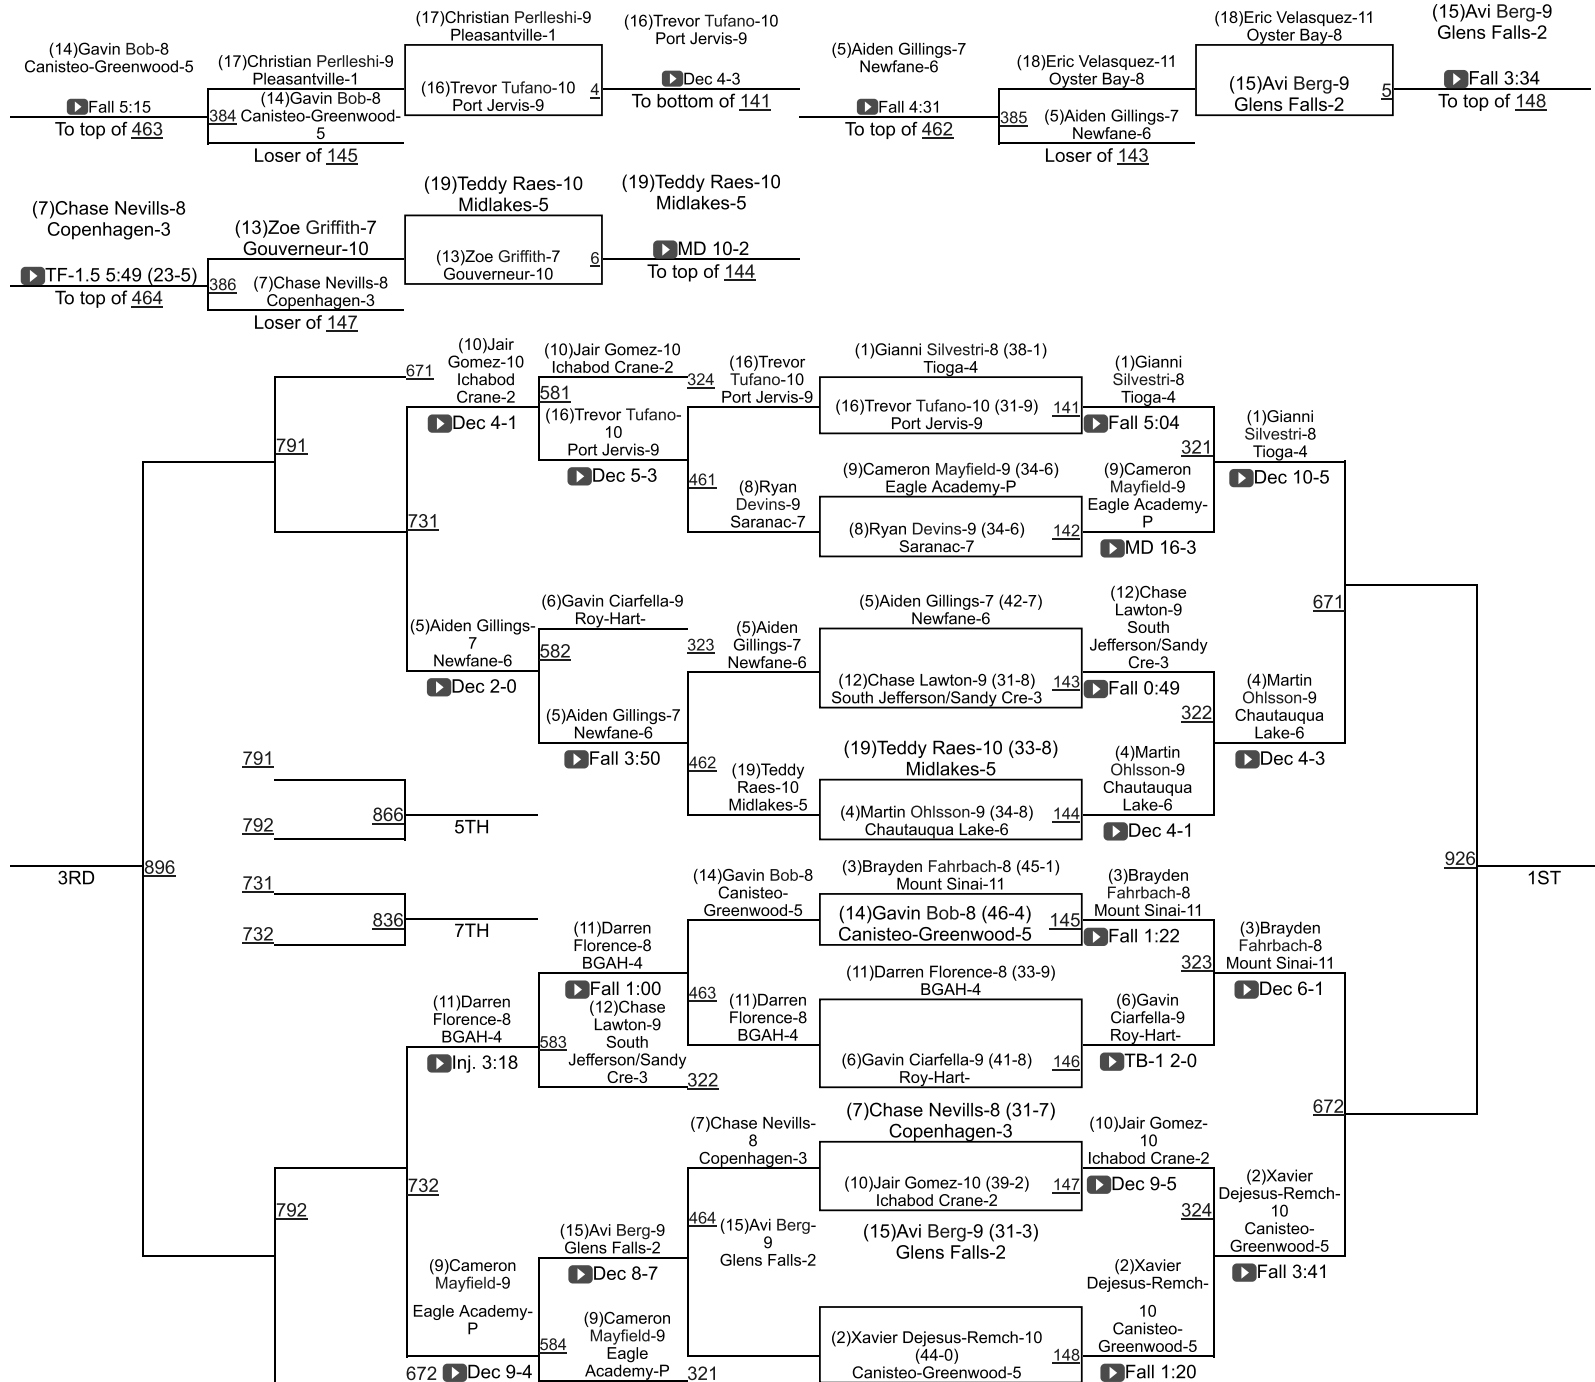 (14)Gavin Bob-8
Canisteo-Greenwood-5
Fall 5:15
To top of 463
(17)Christian Perlleshi-9
Pleasantville-1
384
(14)Gavin Bob-8
Canisteo-Greenwood-
5
Loser of 145
(17)Christian Perlleshi-9
Pleasantville-1
(16)Trevor Tufano-10
Port Jervis-9
4
(16)Trevor Tufano-10
Port Jervis-9
Dec 4-3
To bottom of 141
(5)Aiden Gillings-7
Newfane-6
Fall 4:31
To top of 462
(18)Eric Velasquez-11
Oyster Bay-8
385
(5)Aiden Gillings-7
Newfane-6
Loser of 143
(18)Eric Velasquez-11
Oyster Bay-8
(15)Avi Berg-9
Glens Falls-2
5
(15)Avi Berg-9
Glens Falls-2
Fall 3:34
To top of 148
(7)Chase Nevills-8
Copenhagen-3
TF-1.5 5:49 (23-5)
To top of 464
(13)Zoe Griffith-7
Gouverneur-10
386
(7)Chase Nevills-8
Copenhagen-3
Loser of 147
(19)Teddy Raes-10
Midlakes-5
(13)Zoe Griffith-7
Gouverneur-10
6
(19)Teddy Raes-10
Midlakes-5
MD 10-2
To top of 144
671
791
731
(10)Jair
Gomez-10
Ichabod
Crane-2
Dec 4-1
(10)Jair Gomez-10
Ichabod Crane-2
324
581
(16)Trevor Tufano-
10
Port Jervis-9
Dec 5-3
(16)Trevor
Tufano-10
Port Jervis-9
461
(8)Ryan
Devins-9
Saranac-7
(1)Gianni Silvestri-8 (38-1)
Tioga-4
(16)Trevor Tufano-10 (31-9)
Port Jervis-9
141
(9)Cameron Mayfield-9 (34-6)
Eagle Academy-P
(8)Ryan Devins-9 (34-6)
Saranac-7
142
(1)Gianni
Silvestri-8
Tioga-4
Fall 5:04
321
(9)Cameron
Mayfield-9
Eagle Academy-
P
MD 16-3
(1)Gianni
Silvestri-8
Tioga-4
Dec 10-5
(5)Aiden Gillings-
7
Newfane-6
Dec 2-0
(6)Gavin Ciarfella-9
Roy-Hart-
323
582
(5)Aiden Gillings-7
Newfane-6
Fall 3:50
(5)Aiden
Gillings-7
Newfane-6
462
(19)Teddy
Raes-10
Midlakes-5
(5)Aiden Gillings-7 (42-7)
Newfane-6
(12)Chase Lawton-9 (31-8)
South Jefferson/Sandy Cre-3
143
(19)Teddy Raes-10 (33-8)
Midlakes-5
(4)Martin Ohlsson-9 (34-8)
Chautauqua Lake-6
144
(12)Chase
Lawton-9
South
Jefferson/Sandy
Cre-3
Fall 0:49
322
(4)Martin
Ohlsson-9
Chautauqua
Lake-6
Dec 4-1
671
(4)Martin
Ohlsson-9
Chautauqua
Lake-6
Dec 4-3
791
792
866
5TH
3RD
896
731
732
836
7TH
926
1ST
(11)Darren
Florence-8
BGAH-4
Inj. 3:18
(11)Darren
Florence-8
BGAH-4
Fall 1:00
583
(12)Chase
Lawton-9
South
Jefferson/Sandy
Cre-3
322
(14)Gavin Bob-8
Canisteo-
Greenwood-5
463
(11)Darren
Florence-8
BGAH-4
(3)Brayden Fahrbach-8 (45-1)
Mount Sinai-11
(14)Gavin Bob-8 (46-4)
Canisteo-Greenwood-5
145
(11)Darren Florence-8 (33-9)
BGAH-4
(6)Gavin Ciarfella-9 (41-8)
Roy-Hart-
146
(3)Brayden
Fahrbach-8
Mount Sinai-11
Fall 1:22
323
(6)Gavin
Ciarfella-9
Roy-Hart-
TB-1 2-0
(3)Brayden
Fahrbach-8
Mount Sinai-11
Dec 6-1
672
792
732
(9)Cameron
Mayfield-9
Eagle Academy-
P
672
Dec 9-4
(15)Avi Berg-9
Glens Falls-2
Dec 8-7
584
(9)Cameron
Mayfield-9
Eagle
Academy-P
321
(7)Chase Nevills-
8
Copenhagen-3
464
(15)Avi Berg-
9
Glens Falls-2
(7)Chase Nevills-8 (31-7)
Copenhagen-3
(10)Jair Gomez-10 (39-2)
Ichabod Crane-2
147
(15)Avi Berg-9 (31-3)
Glens Falls-2
(2)Xavier Dejesus-Remch-10
(44-0)
Canisteo-Greenwood-5
148
(10)Jair Gomez-
10
Ichabod Crane-2
Dec 9-5
324
(2)Xavier
Dejesus-Remch-
10
Canisteo-
Greenwood-5
Fall 1:20
(2)Xavier
Dejesus-Remch-
10
Canisteo-
Greenwood-5
Fall 3:41